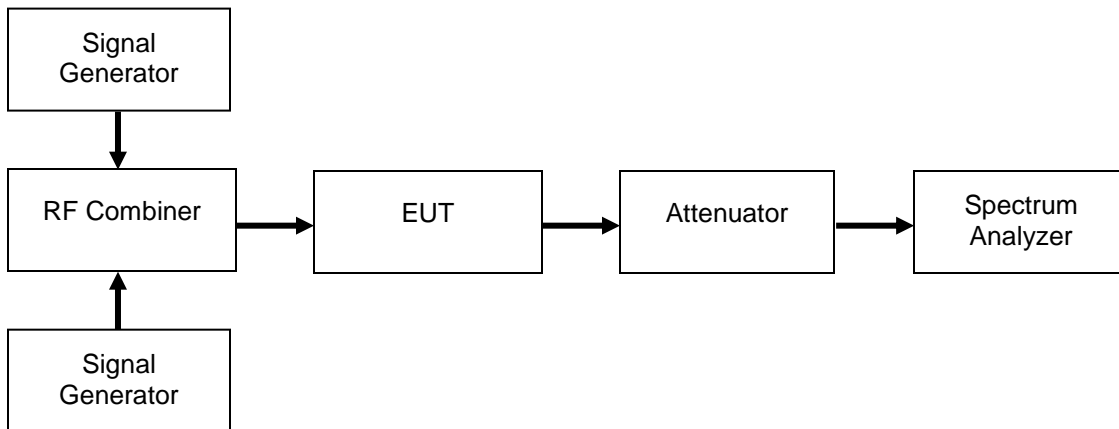 Signal
Generator
RF Combiner
EUT
Attenuator
Spectrum
Analyzer
Signal
Generator